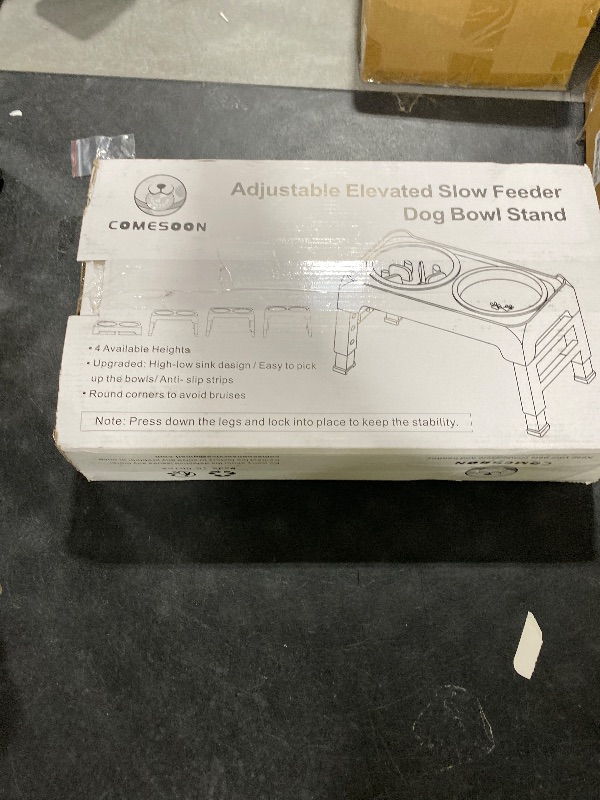 COMESOON
Adjustable Elevated Slow Feeder
Dog Bowl Stand
• 4 Available Heights
• Upgraded: High-low sink design / Easy to pick
up the bowls/ Anti- slip strips
• Round corners to avoid bruises
Note: Press down the legs and lock into place to keep the stability.
COMESOON